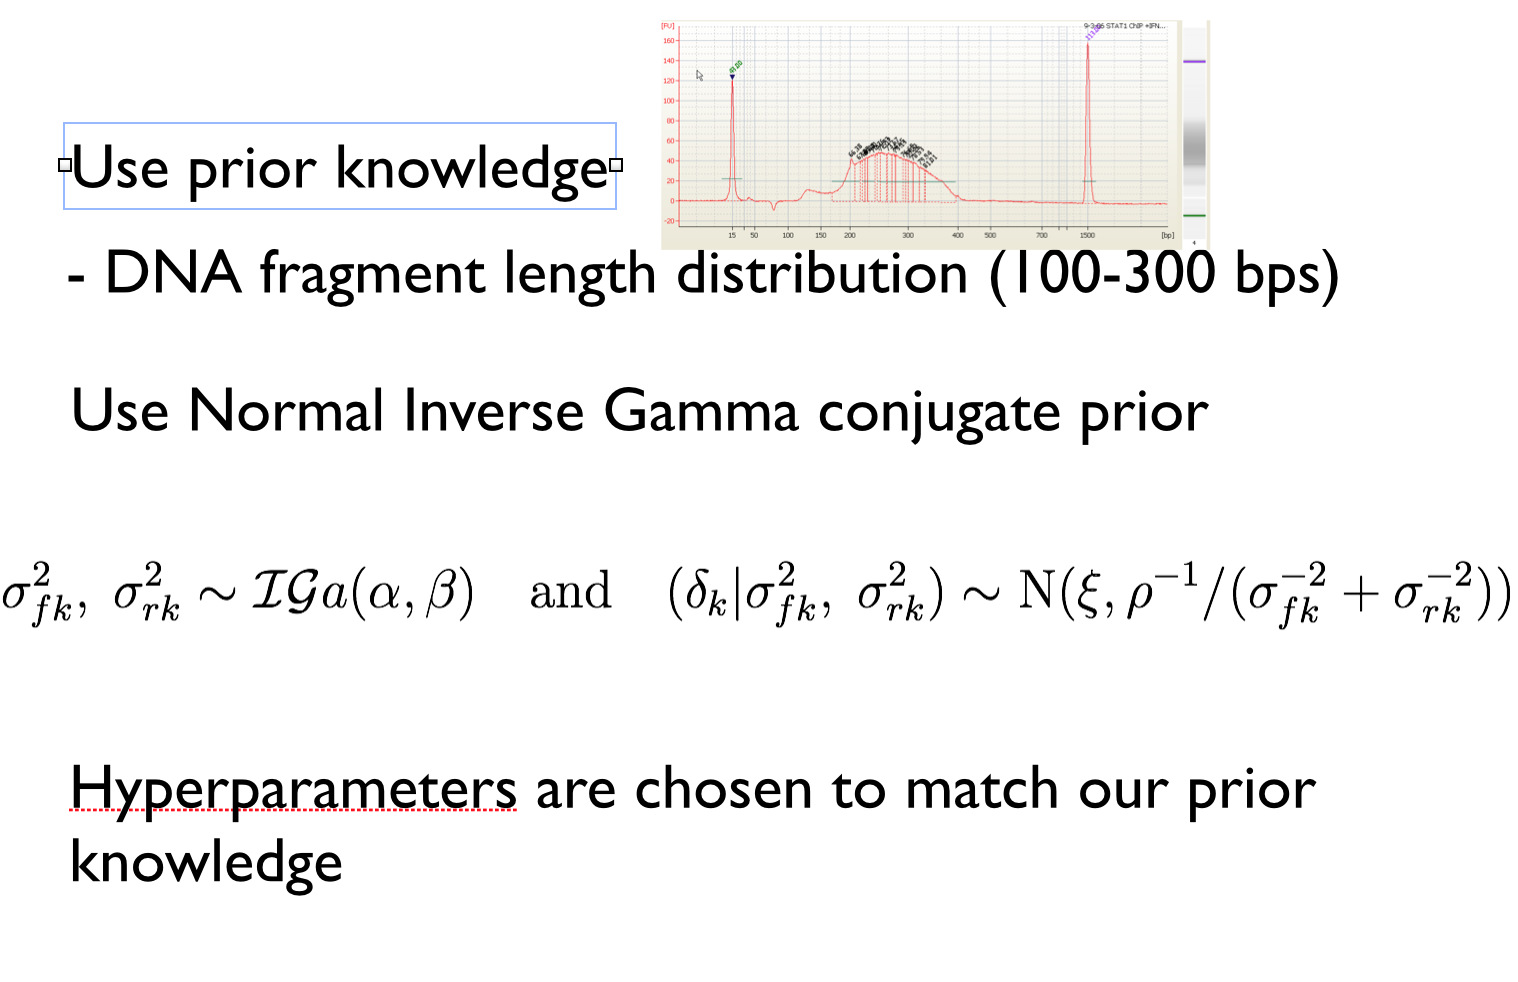 [FU]
9-2-06 STAT1 ChIP +IFN...
160
140
120
100
80
60
40
20
0
-20
15 50 100 150 200 300 400 500 700 1500 [bp]
Use prior knowledge
- DNA fragment length distribution (100-300 bps)
Use Normal Inverse Gamma conjugate prior
$\sigma_{fk}^2,\ \sigma_{rk}^2 \sim \mathcal{IG}a(\alpha, \beta)$ and $(\delta_k|\sigma_{fk}^2,\ \sigma_{rk}^2) \sim \mathrm{N}(\xi, \rho^{-1}/(\sigma_{fk}^{-2} + \sigma_{rk}^{-2}))$
Hyperparameters are chosen to match our prior
knowledge